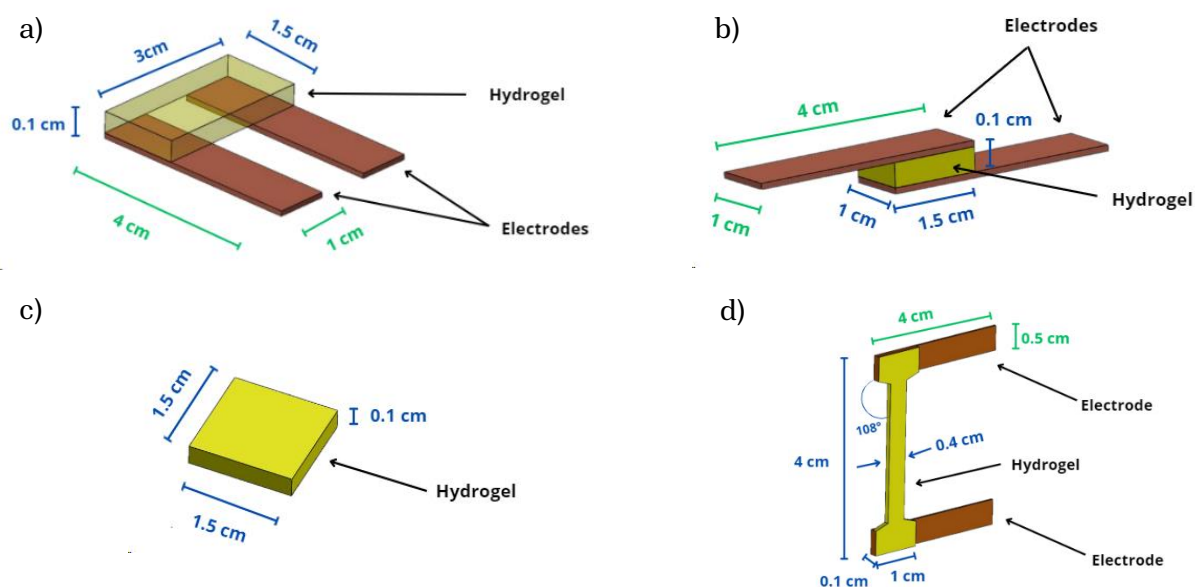 a)
3cm
1.5 cm
0.1 cm
Hydrogel
4 cm
1 cm
Electrodes
b)
Electrodes
4 cm
0.1 cm
1 cm
1 cm
1.5 cm
Hydrogel
c)
1.5 cm
0.1 cm
Hydrogel
1.5 cm
d)
4 cm
0.5 cm
Electrode
108°
0.4 cm
4 cm
Hydrogel
Electrode
0.1 cm
1 cm